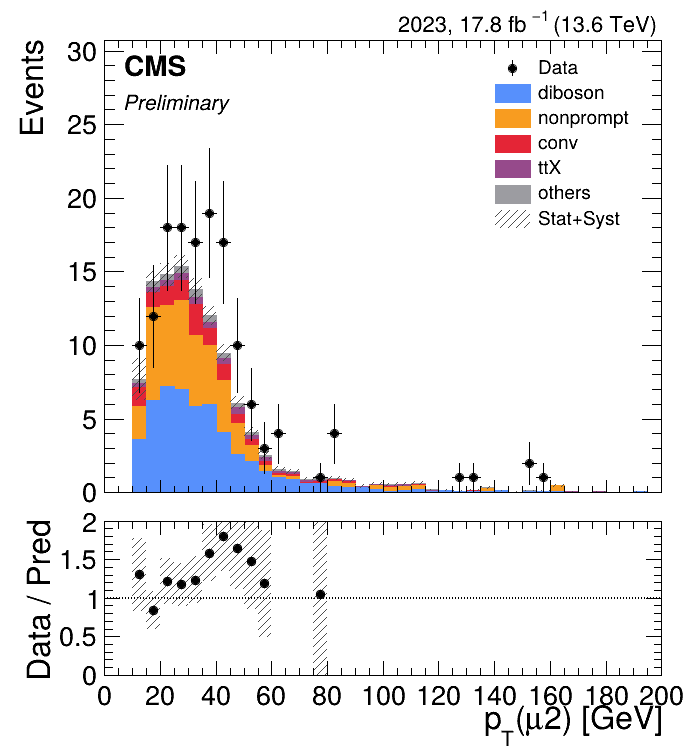 2023, 17.8 fb⁻¹ (13.6 TeV)
CMS
Preliminary
Events
30
25
20
15
10
5
0
Data
diboson
nonprompt
conv
ttX
others
Stat+Syst
Data / Pred
2
1.5
1
0.5
0
0 20 40 60 80 100 120 140 160 180 200
p_T(μ2) [GeV]